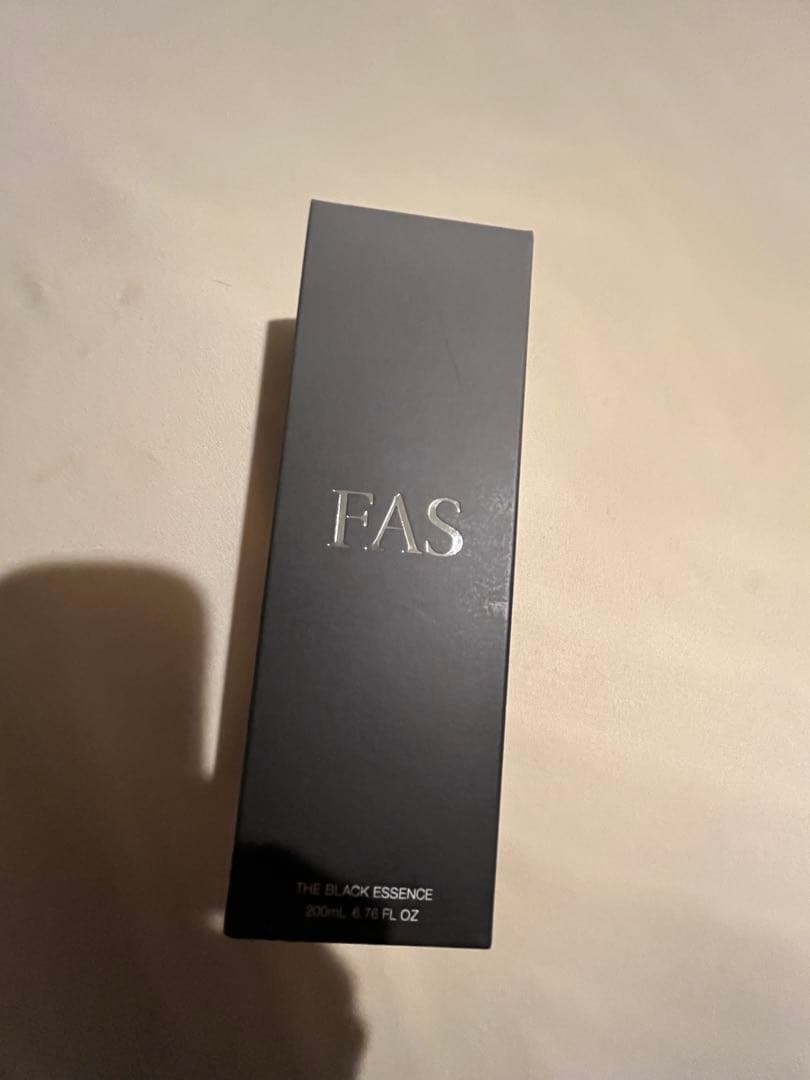 FAS
THE BLACK ESSENCE
200mL 6.76 FL OZ